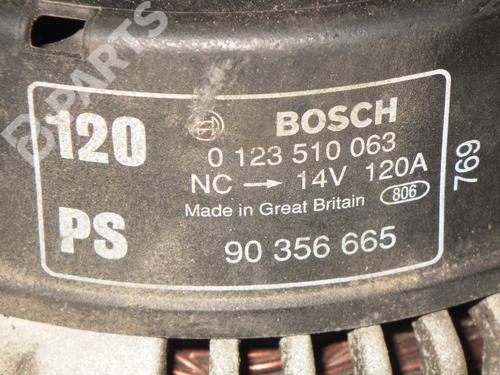 B-PARTS
120
BOSCH
0 123 510 063
NC → 14V 120A
Made in Great Britain 806
769
PS
90 356 665